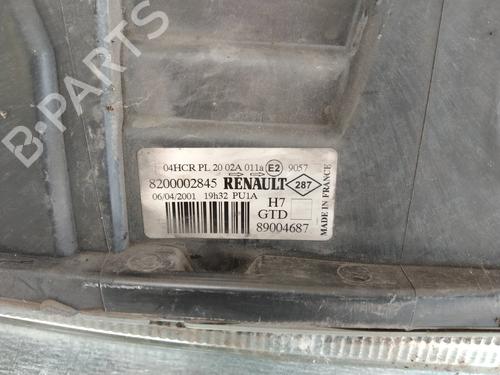 B-PARTS
04HCR PL 20 02A 011a E2 9057
8200002845 RENAULT 287
06/04/2001 19h32 PU1A
H7
GTD
89004687
MADE IN FRANCE